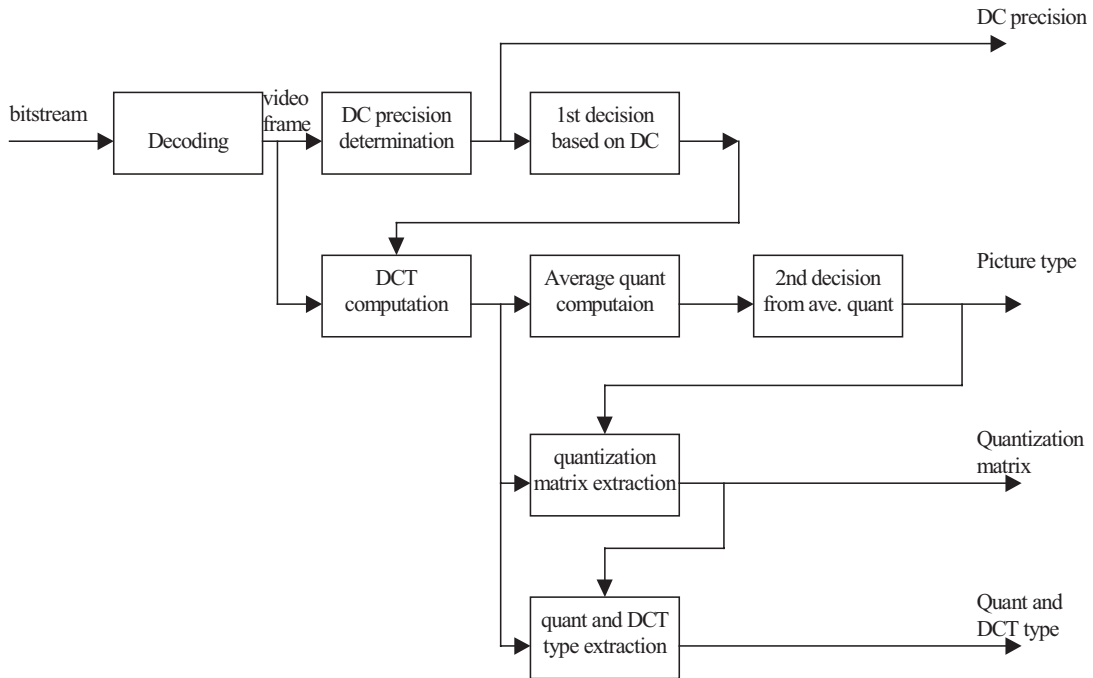 DC precision
bitstream
Decoding
video
frame
DC precision
determination
1st decision
based on DC
DCT
computation
Average quant
computaion
2nd decision
from ave. quant
Picture type
quantization
matrix extraction
Quantization
matrix
quant and DCT
type extraction
Quant and
DCT type